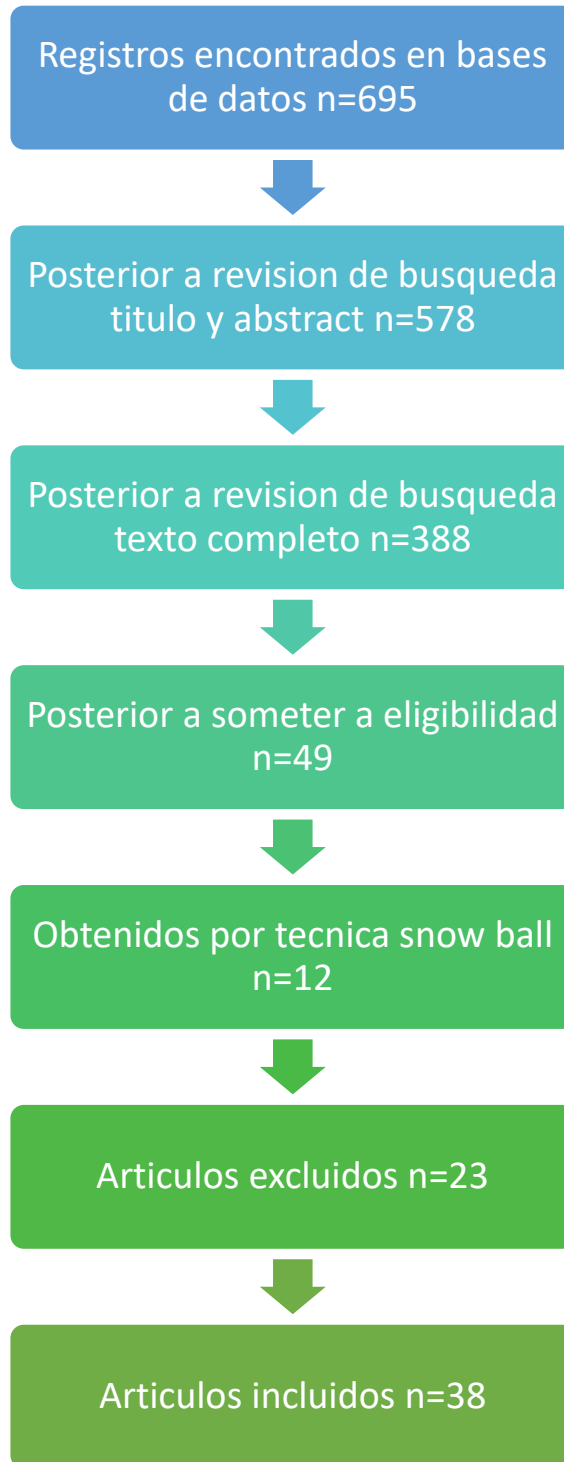 Registros encontrados en bases
de datos n=695
Posterior a revision de busqueda
titulo y abstract n=578
Posterior a revision de busqueda
texto completo n=388
Posterior a someter a eligibilidad
n=49
Obtenidos por tecnica snow ball
n=12
Articulos excluidos n=23
Articulos incluidos n=38